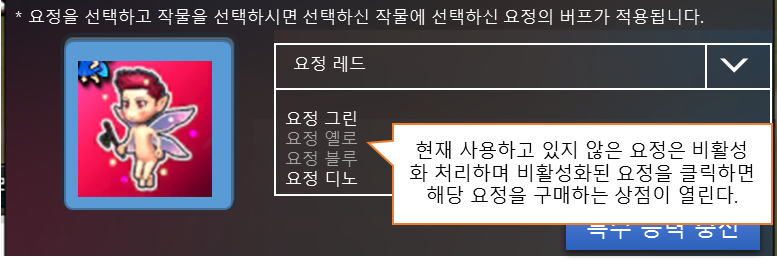 * 요정을 선택하고 작물을 선택하시면 선택하신 작물에 선택하신 요정의 버프가 적용됩니다.
요정 레드
요정 그린
요정 옐로
요정 블루
요정 디노
현재 사용하고 있지 않은 요정은 비활성
화 처리하며 비활성화된 요정을 클릭하면
해당 요정을 구매하는 상점이 열린다.
능력